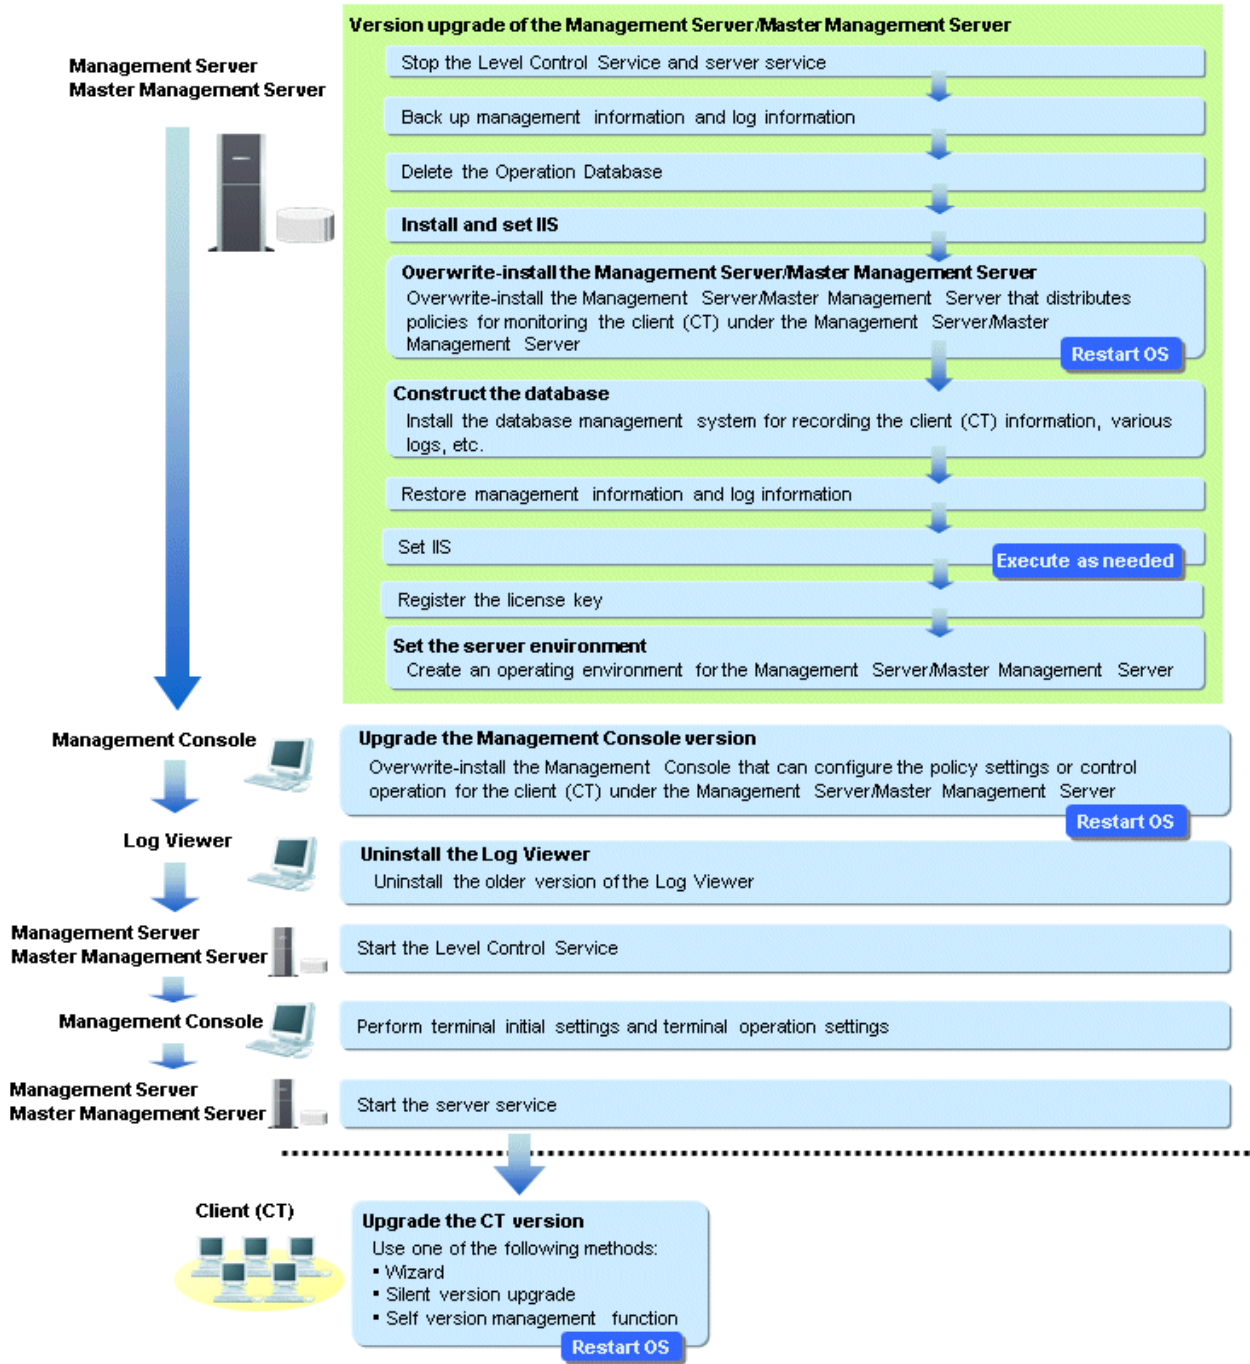 Version upgrade of the Management Server/Master Management Server
Management Server
Master Management Server
Stop the Level Control Service and server service
Back up management information and log information
Delete the Operation Database
Install and set IIS
Overwrite-install the Management Server/Master Management Server
Overwrite-install the Management Server/Master Management Server that distributes
policies for monitoring the client (CT) under the Management Server/Master
Management Server
Restart OS
Construct the database
Install the database management system for recording the client (CT) information, various
logs, etc.
Restore management information and log information
Set IIS
Execute as needed
Register the license key
Set the server environment
Create an operating environment for the Management Server/Master Management Server
Management Console
Upgrade the Management Console version
Overwrite-install the Management Console that can configure the policy settings or control
operation for the client (CT) under the Management Server/Master Management Server
Restart OS
Log Viewer
Uninstall the Log Viewer
Uninstall the older version of the Log Viewer
Management Server
Master Management Server
Start the Level Control Service
Management Console
Perform terminal initial settings and terminal operation settings
Management Server
Master Management Server
Start the server service
Client (CT)
Upgrade the CT version
Use one of the following methods:
▪ Wizard
▪ Silent version upgrade
▪ Self version management function
Restart OS